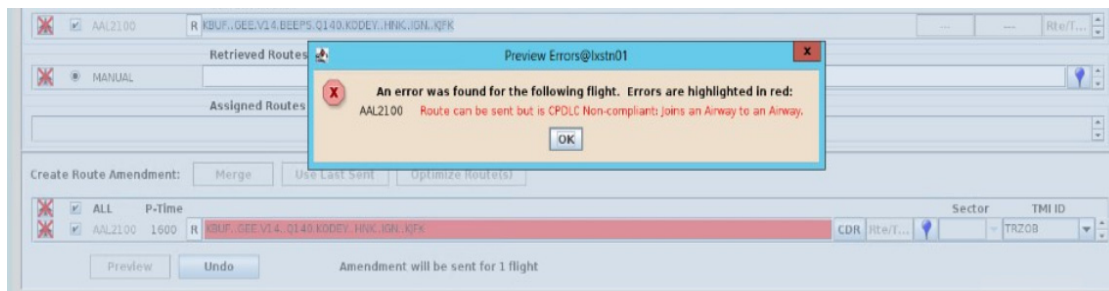 AAL2100 R KBUF..GEE.V14.BEEPS.Q140.KODEY..HNK..IGN..KJFK --- --- Rte/T...
Retrieved Routes
Preview Errors@lxstn01 x
MANUAL
An error was found for the following flight. Errors are highlighted in red:
AAL2100 Route can be sent but is CPDLC Non-compliant: Joins an Airway to an Airway.
Assigned Routes
OK
Create Route Amendment: Merge Use Last Sent Optimize Route(s)
ALL P-Time Sector TMI ID
AAL2100 1600 R KBUF..GEE.V14..Q140.KODEY..HNK..IGN..KJFK CDR Rte/T... TRZOB
Preview Undo Amendment will be sent for 1 flight